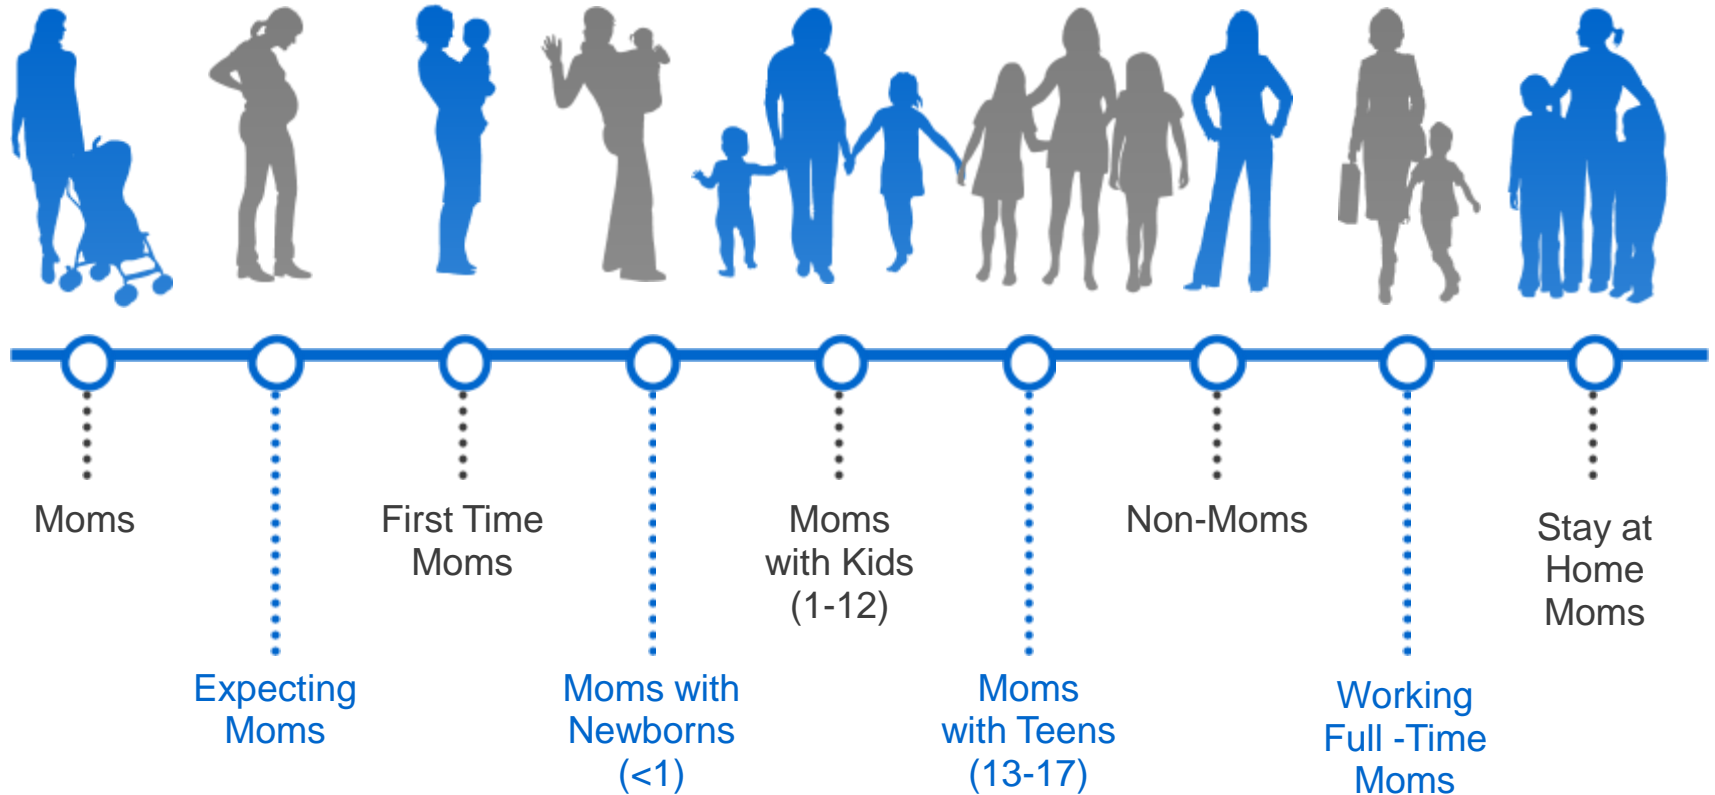 Moms
Expecting
Moms
First Time
Moms
Moms with
Newborns
(<1)
Moms
with Kids
(1-12)
Moms
with Teens
(13-17)
Non-Moms
Working
Full -Time
Moms
Stay at
Home
Moms